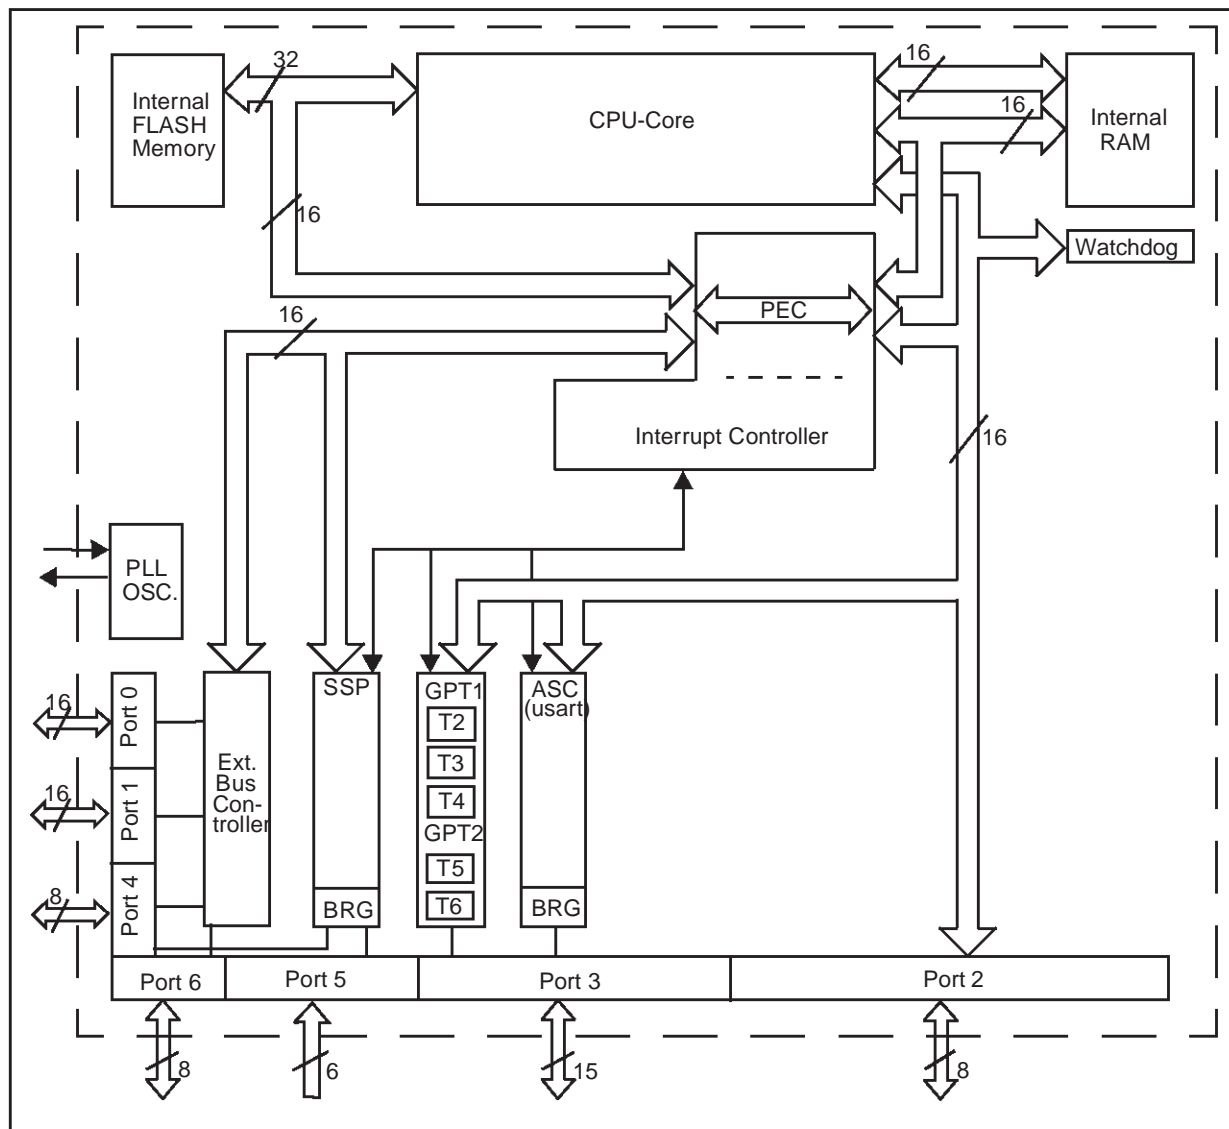 32
16
Internal
FLASH
Memory
CPU-Core
16
Internal
RAM
16
Watchdog
16
PEC
16
Interrupt Controller
PLL
OSC.
SSP
GPT1
ASC
(usart)
16
Port 0
T2
T3
Ext.
Bus
Con-
troller
16
Port 1
T4
GPT2
T5
8
Port 4
BRG
T6
BRG
Port 6
Port 5
Port 3
Port 2
8
6
15
8